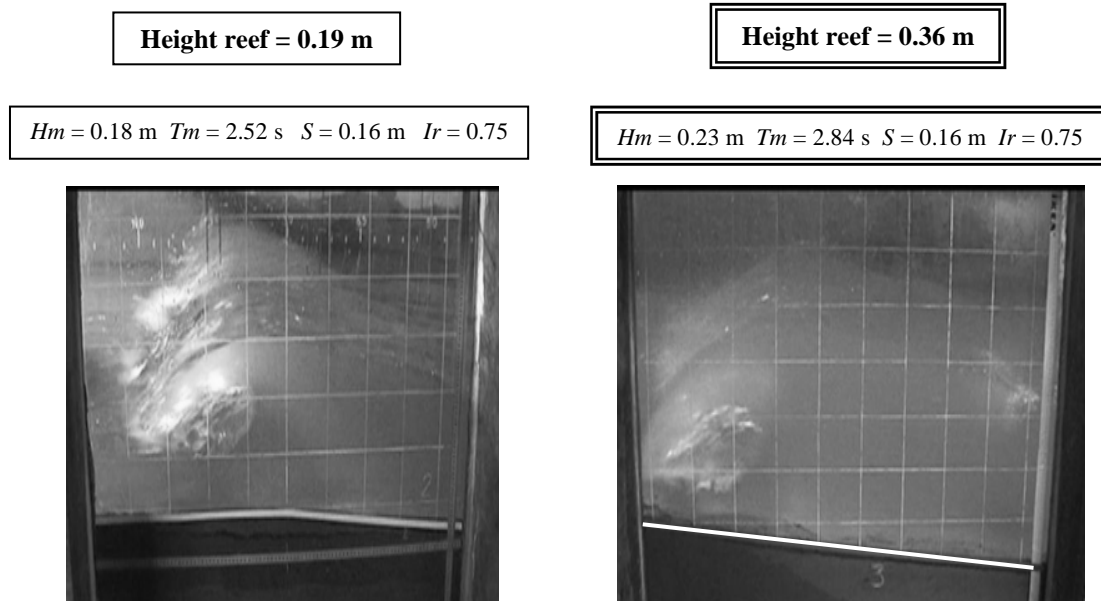 Height reef = 0.19 m
Height reef = 0.36 m
Hm = 0.18 m Tm = 2.52 s S = 0.16 m Ir = 0.75
Hm = 0.23 m Tm = 2.84 s S = 0.16 m Ir = 0.75
2
3